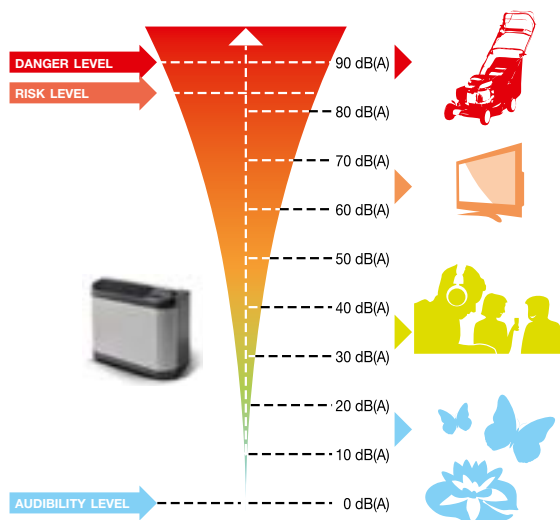 DANGER LEVEL
90 dB(A)
RISK LEVEL
80 dB(A)
70 dB(A)
60 dB(A)
50 dB(A)
40 dB(A)
30 dB(A)
20 dB(A)
10 dB(A)
AUDIBILITY LEVEL
0 dB(A)